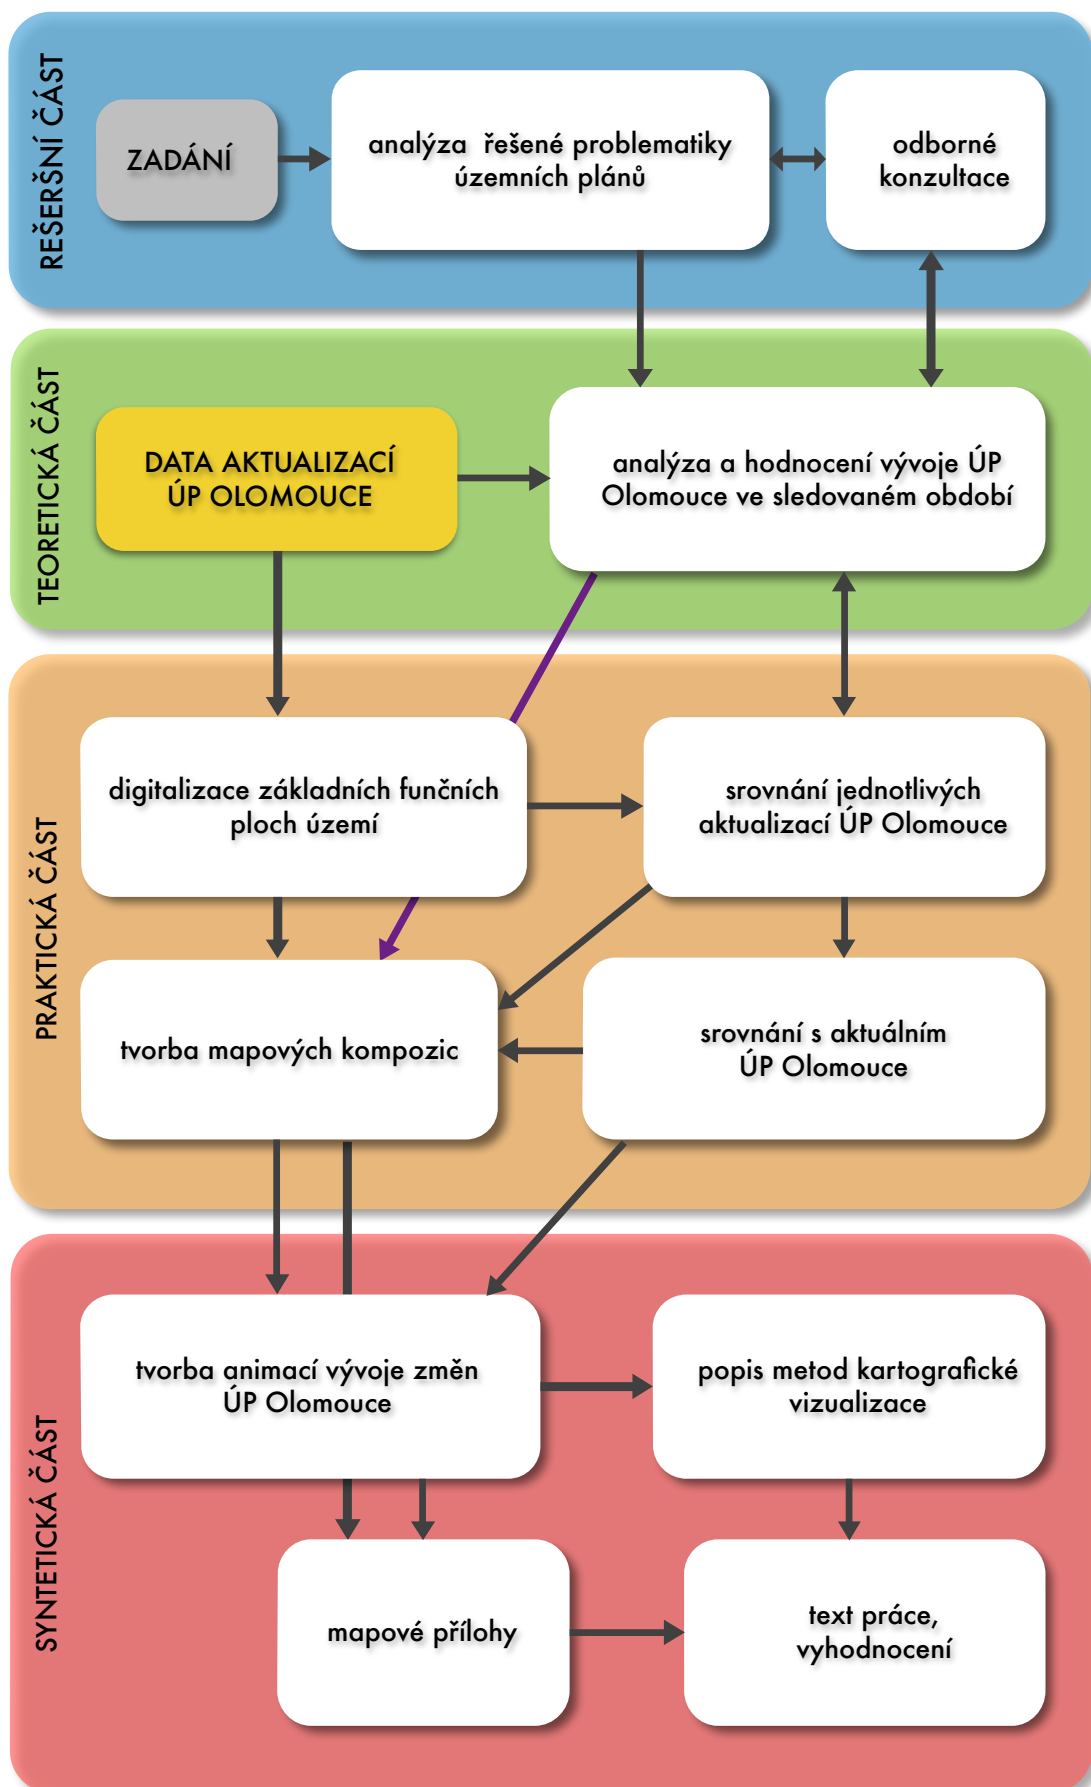 REŠERŠNÍ ČÁST
ZADÁNÍ
analýza řešené problematiky
územních plánů
odborné
konzultace
TEORETICKÁ ČÁST
DATA AKTUALIZACÍ
ÚP OLOMOUCE
analýza a hodnocení vývoje ÚP
Olomouce ve sledovaném období
PRAKTICKÁ ČÁST
digitalizace základních funčních
ploch území
srovnání jednotlivých
aktualizací ÚP Olomouce
tvorba mapových kompozic
srovnání s aktuálním
ÚP Olomouce
SYNTETICKÁ ČÁST
tvorba animací vývoje změn
ÚP Olomouce
popis metod kartografické
vizualizace
mapové přílohy
text práce,
vyhodnocení